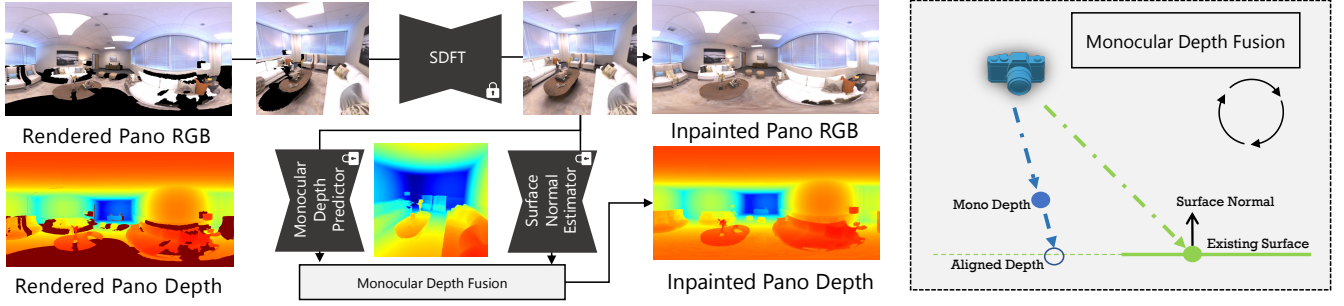 SDFT
Rendered Pano RGB
Inpainted Pano RGB
Monocular
Depth
Predictor
Surface
Normal
Estimator
Monocular Depth Fusion
Rendered Pano Depth
Inpainted Pano Depth
Monocular Depth Fusion
Mono Depth
Surface Normal
Existing Surface
Aligned Depth